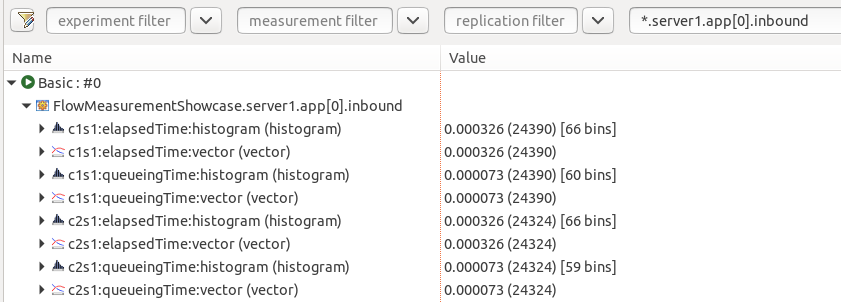 experiment filter measurement filter replication filter *.server1.app[0].inbound
Name Value
Basic : #0
FlowMeasurementShowcase.server1.app[0].inbound
c1s1:elapsedTime:histogram (histogram) 0.000326 (24390) [66 bins]
c1s1:elapsedTime:vector (vector) 0.000326 (24390)
c1s1:queueingTime:histogram (histogram) 0.000073 (24390) [60 bins]
c1s1:queueingTime:vector (vector) 0.000073 (24390)
c2s1:elapsedTime:histogram (histogram) 0.000326 (24324) [66 bins]
c2s1:elapsedTime:vector (vector) 0.000326 (24324)
c2s1:queueingTime:histogram (histogram) 0.000073 (24324) [59 bins]
c2s1:queueingTime:vector (vector) 0.000073 (24324)